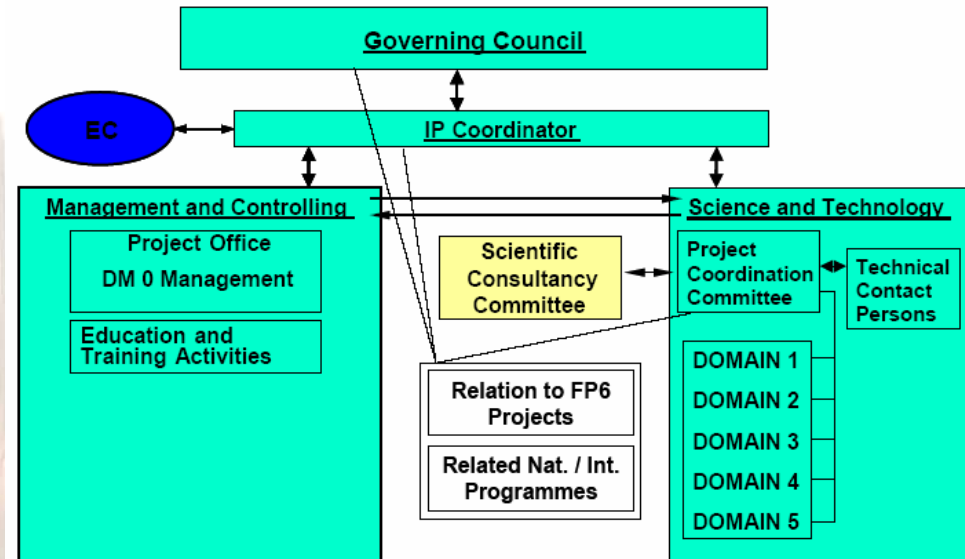 Governing Council
EC
IP Coordinator
Management and Controlling
Project Office
DM 0 Management
Education and
Training Activities
Scientific
Consultancy
Committee
Relation to FP6
Projects
Related Nat. / Int.
Programmes
Science and Technology
Project
Coordination
Committee
Technical
Contact
Persons
DOMAIN 1
DOMAIN 2
DOMAIN 3
DOMAIN 4
DOMAIN 5